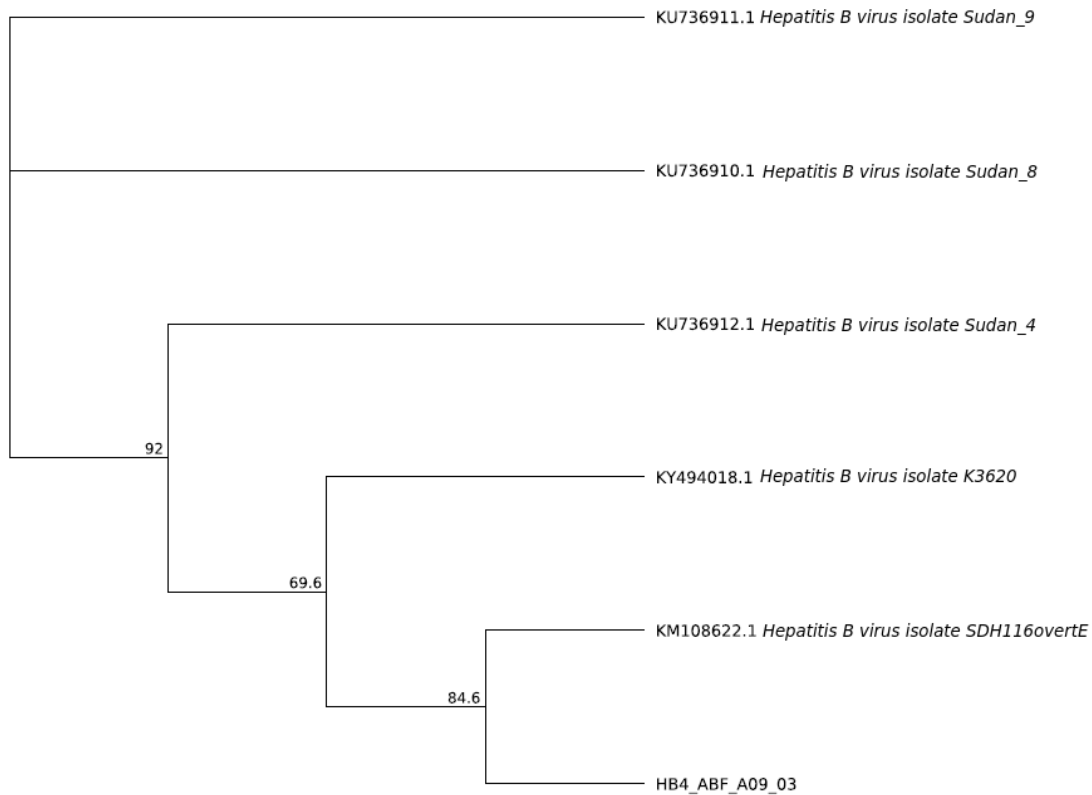 KU736911.1 Hepatitis B virus isolate Sudan_9
KU736910.1 Hepatitis B virus isolate Sudan_8
KU736912.1 Hepatitis B virus isolate Sudan_4
92
KY494018.1 Hepatitis B virus isolate K3620
69.6
KM108622.1 Hepatitis B virus isolate SDH116overtE
84.6
HB4_ABF_A09_03